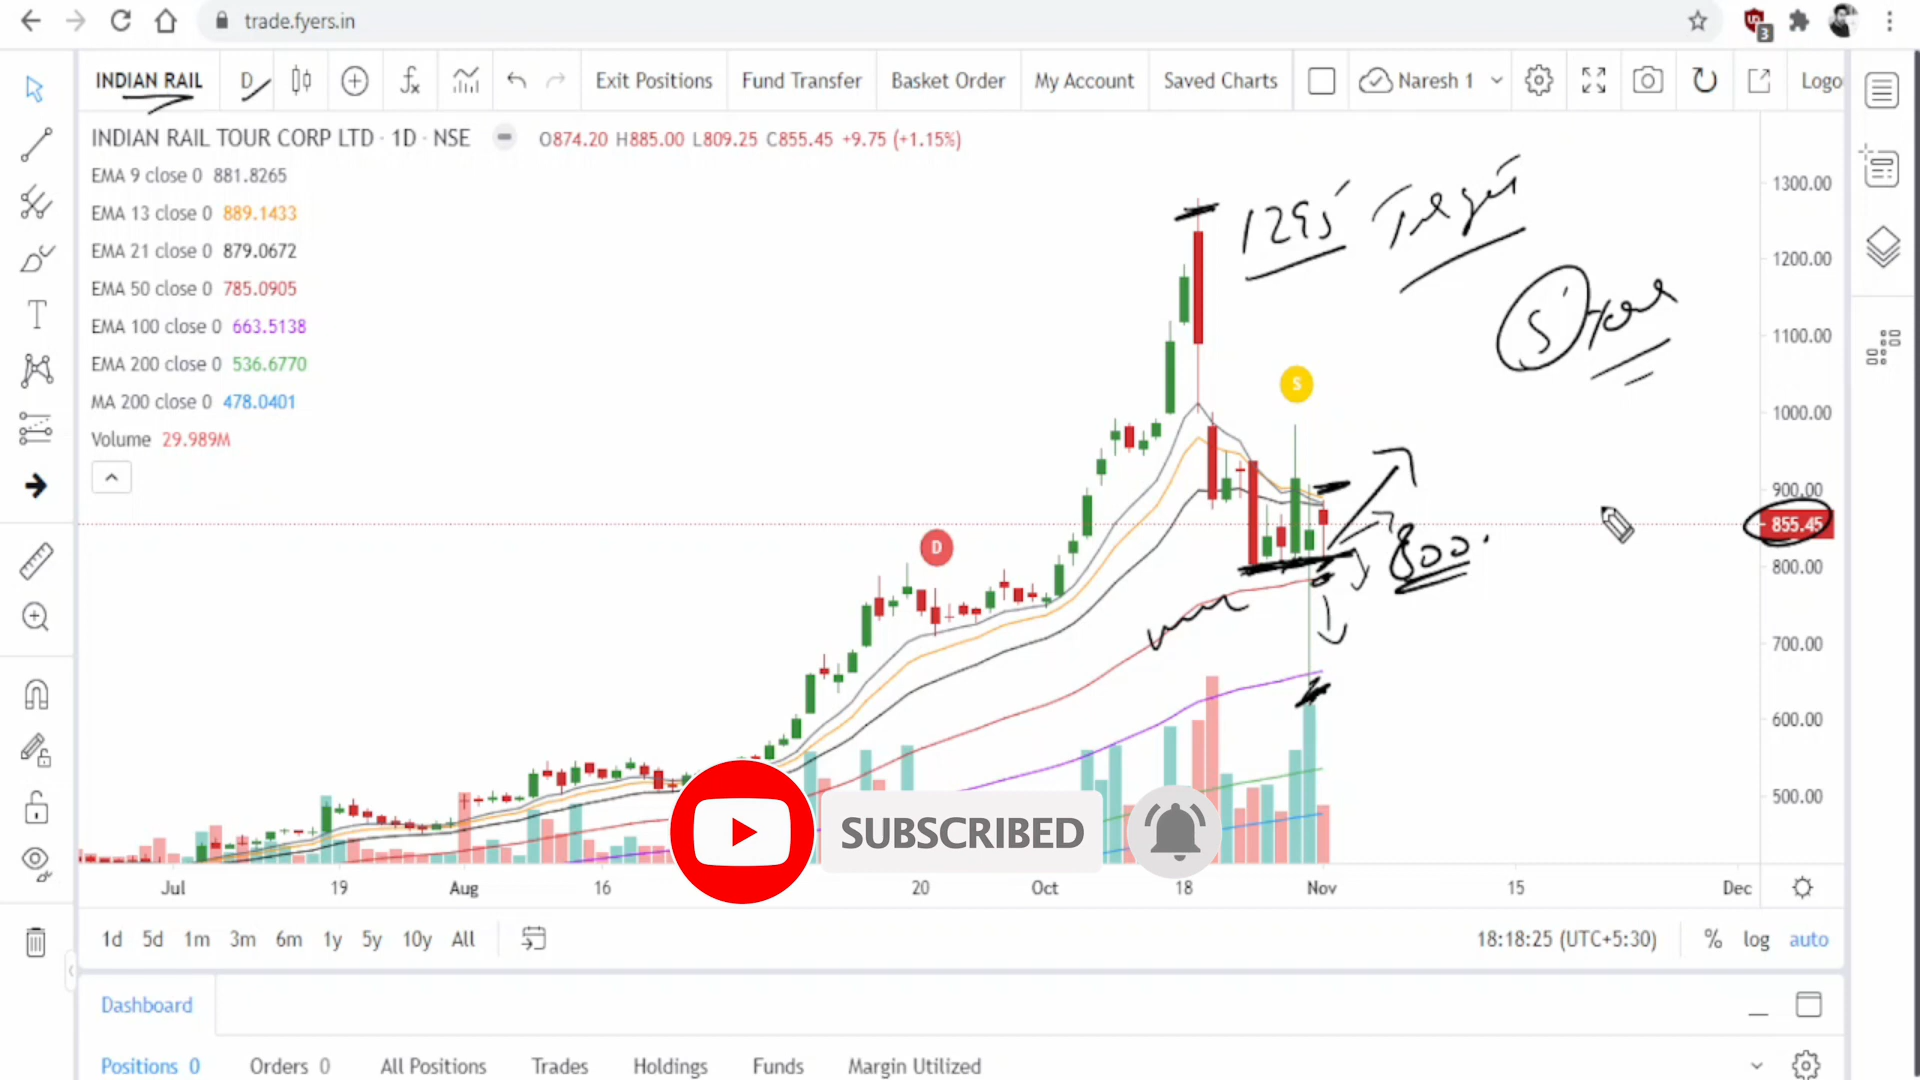 trade.fyers.in
3
INDIAN RAIL D Exit Positions Fund Transfer Basket Order My Account Saved Charts Naresh 1 Logo
INDIAN RAIL TOUR CORP LTD · 1D · NSE O874.20 H885.00 L809.25 C855.45 +9.75 (+1.15%)
EMA 9 close 0 881.8265
EMA 13 close 0 889.1433
EMA 21 close 0 879.0672
EMA 50 close 0 785.0905
EMA 100 close 0 663.5138
EMA 200 close 0 536.6770
MA 200 close 0 478.0401
Volume 29.989M
1295
S
D
800
1300.00
1200.00
1100.00
1000.00
900.00
855.45
800.00
700.00
600.00
500.00
SUBSCRIBED
Jul 19 Aug 16 20 Oct 18 Nov 15 Dec
1d 5d 1m 3m 6m 1y 5y 10y All 18:18:25 (UTC+5:30) % log auto
Dashboard
Positions 0 Orders 0 All Positions Trades Holdings Funds Margin Utilized